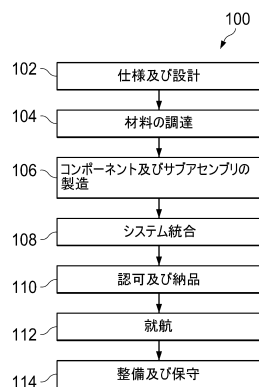 100
102
仕様及び設計
104
材料の調達
106
コンポーネント及びサブアセンブリの
製造
108
システム統合
110
認可及び納品
112
就航
114
整備及び保守